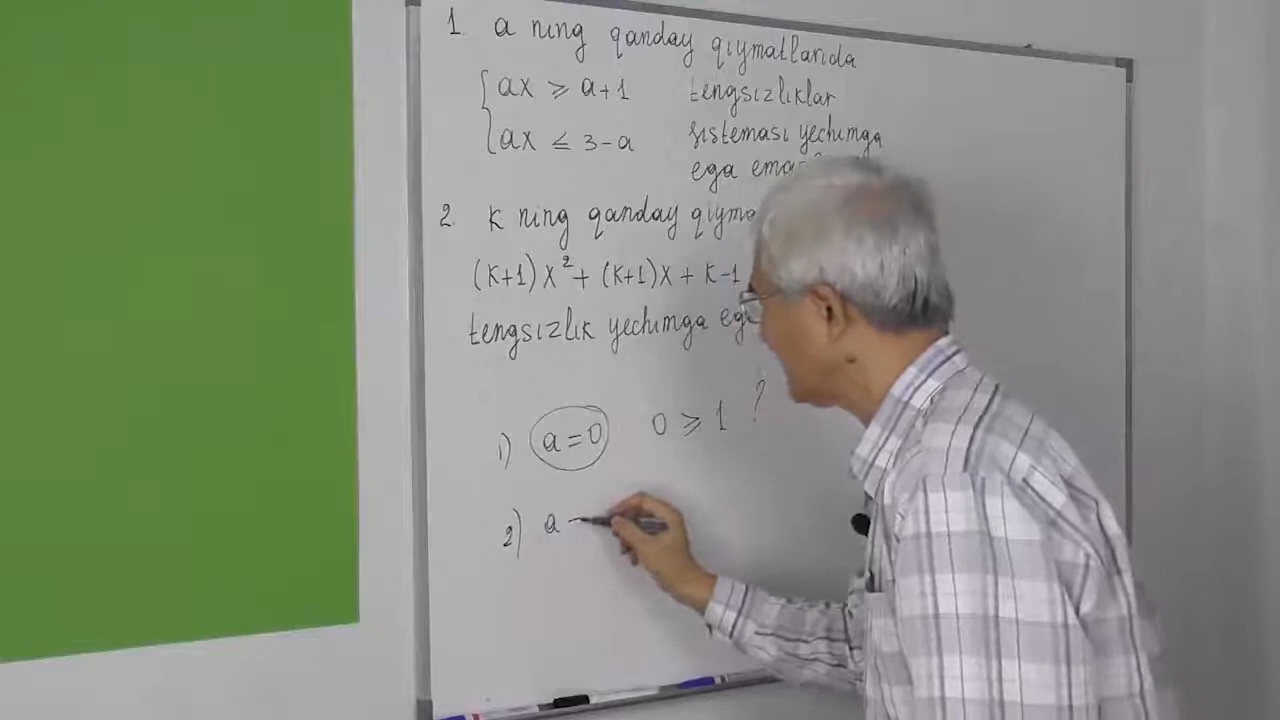 1 a ning qanday qiymatlarida
ax ≥ a+1 tengsizliklar
ax ≤ 3-a sistemasi yechimga
ega
2. k ning qanday
(k+1)x² + (k+1)x + k-1
tengsizlik yechimga
1) a=0 0 ≥ 1 ?
2) a